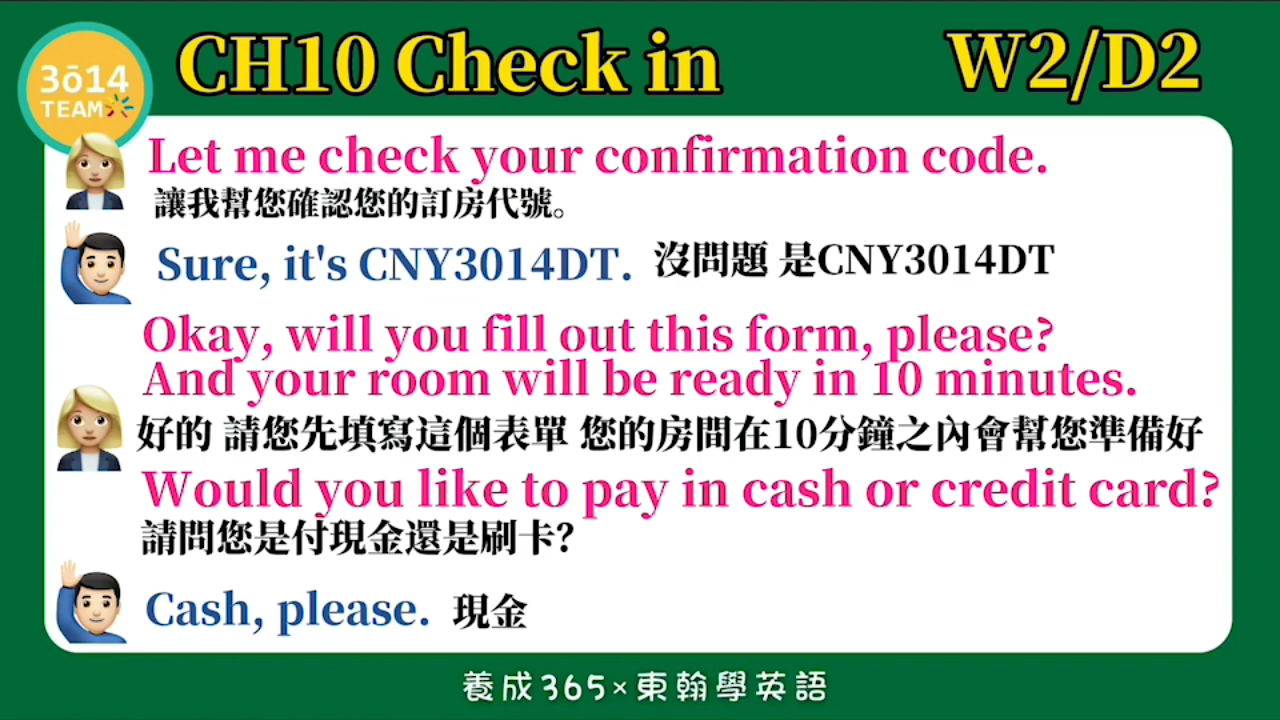 CH10 Check in
W2/D2
3ō14
TEAM
Let me check your confirmation code.
讓我幫您確認您的訂房代號。
Sure, it's CNY3014DT. 沒問題 是CNY3014DT
Okay, will you fill out this form, please?
And your room will be ready in 10 minutes.
好的 請您先填寫這個表單 您的房間在10分鐘之內會幫您準備好
Would you like to pay in cash or credit card?
請問您是付現金還是刷卡?
Cash, please. 現金
養成365×東翰學英語